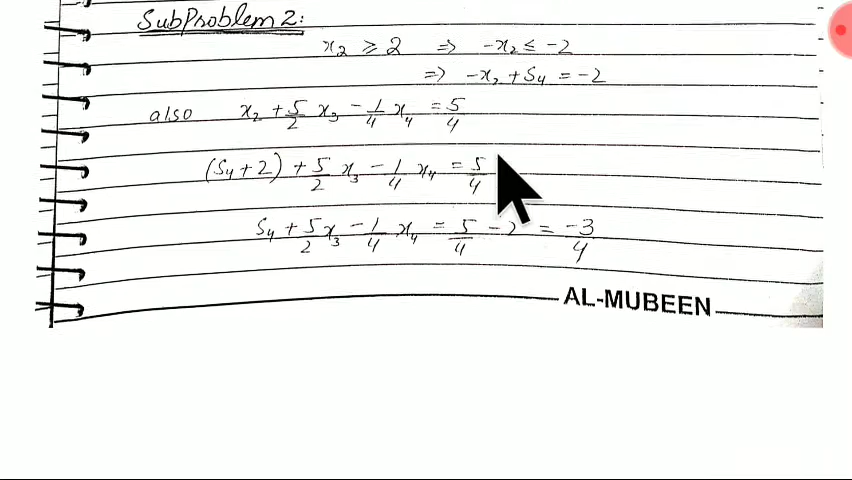 SubProblem 2:
x₂ ≥ 2 ⇒ -x₂ ≤ -2
⇒ -x₂ + S₄ = -2
also x₂ + 5/2 x₃ - 1/4 x₄ = 5/4
(S₄ + 2) + 5/2 x₃ - 1/4 x₄ = 5/4
S₄ + 5/2 x₃ - 1/4 x₄ = 5/4 - 2 = -3/4
AL-MUBEEN